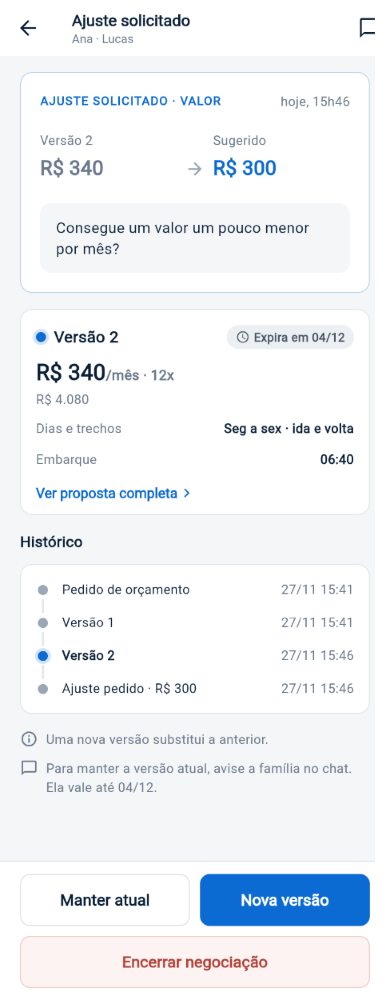 Ajuste solicitado
Ana · Lucas
AJUSTE SOLICITADO · VALOR hoje, 15h46
Versão 2 Sugerido
R$ 340 → R$ 300
Consegue um valor um pouco menor
por mês?
Versão 2 Expira em 04/12
R$ 340/mês · 12x
R$ 4.080
Dias e trechos Seg a sex · ida e volta
Embarque 06:40
Ver proposta completa
Histórico
Pedido de orçamento 27/11 15:41
Versão 1 27/11 15:41
Versão 2 27/11 15:46
Ajuste pedido · R$ 300 27/11 15:46
Uma nova versão substitui a anterior.
Para manter a versão atual, avise a família no chat.
Ela vale até 04/12.
Manter atual Nova versão
Encerrar negociação